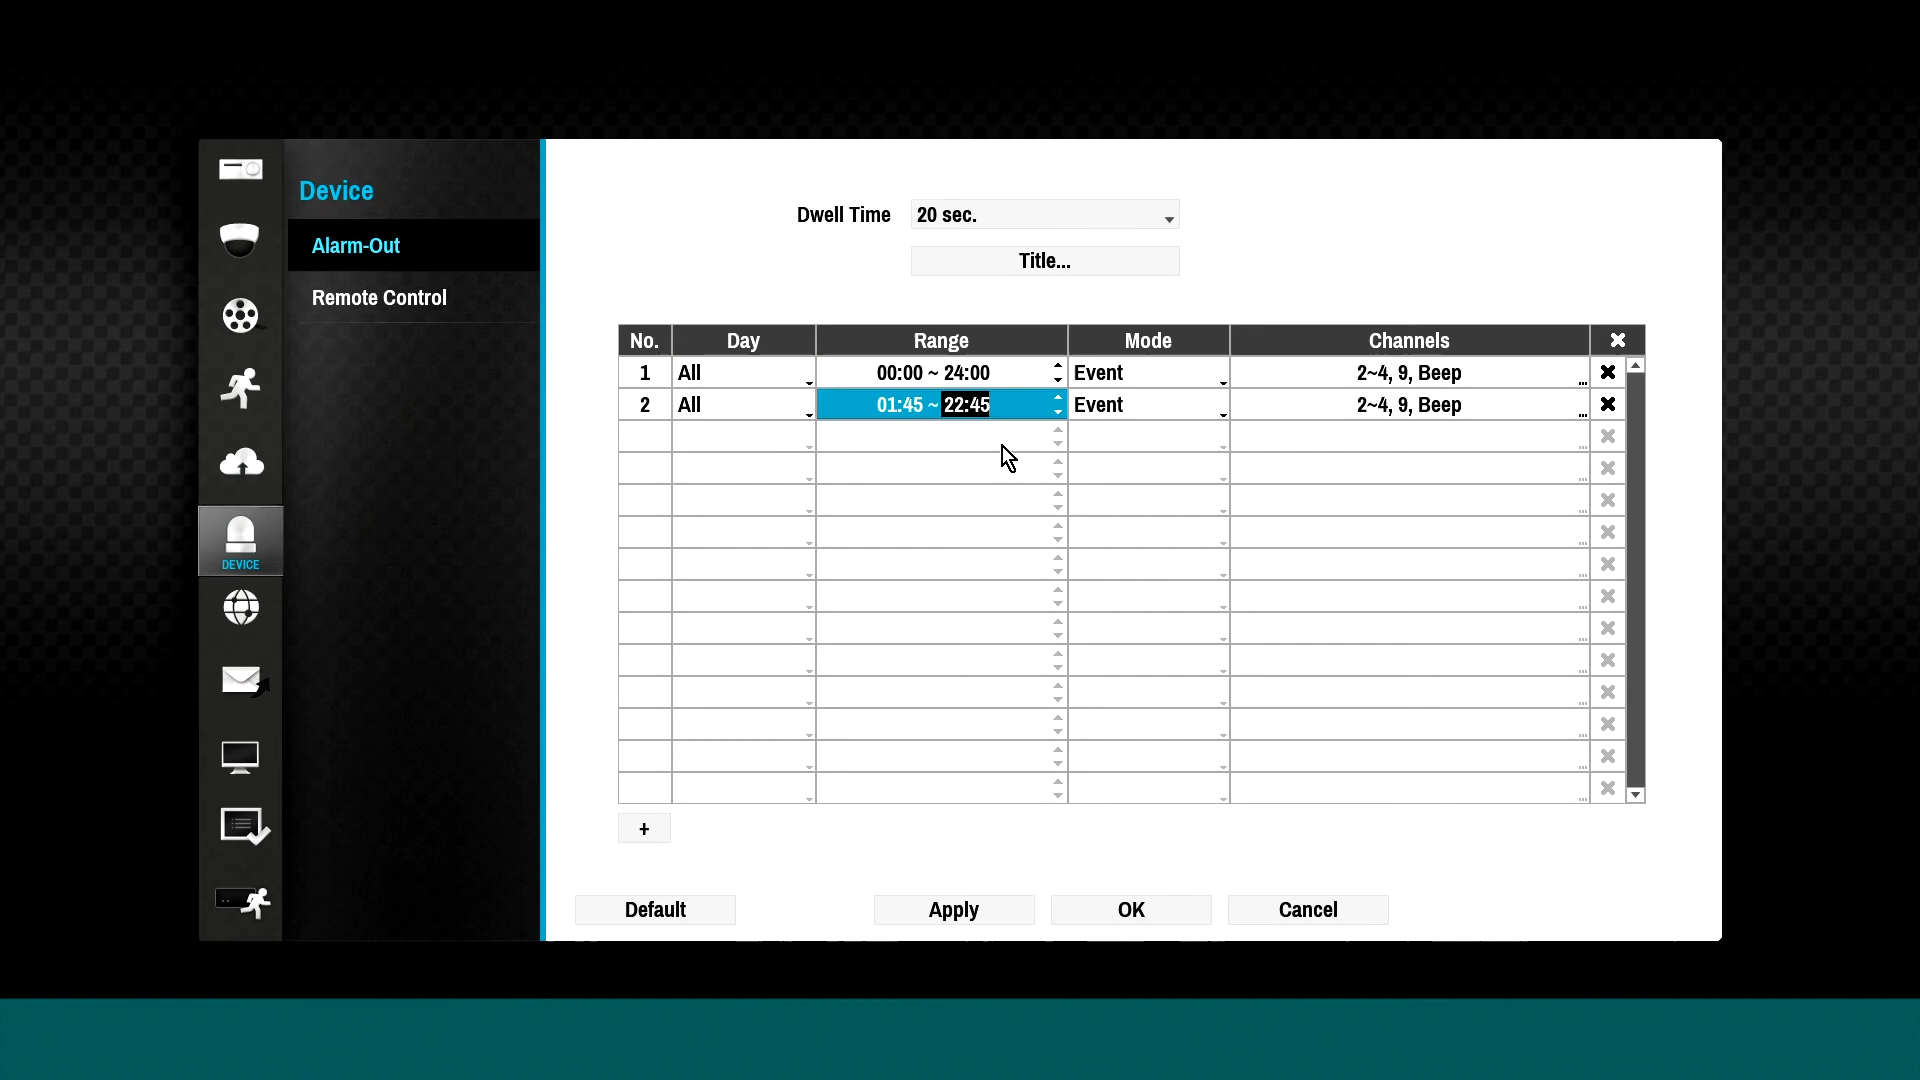 Device
Alarm-Out
Remote Control
DEVICE
Dwell Time 20 sec.
Title...
No. Day Range Mode Channels
1 All 00:00 ~ 24:00 Event 2~4, 9, Beep ...
2 All 01:45 ~ 22:45 Event 2~4, 9, Beep ...
+
Default Apply OK Cancel